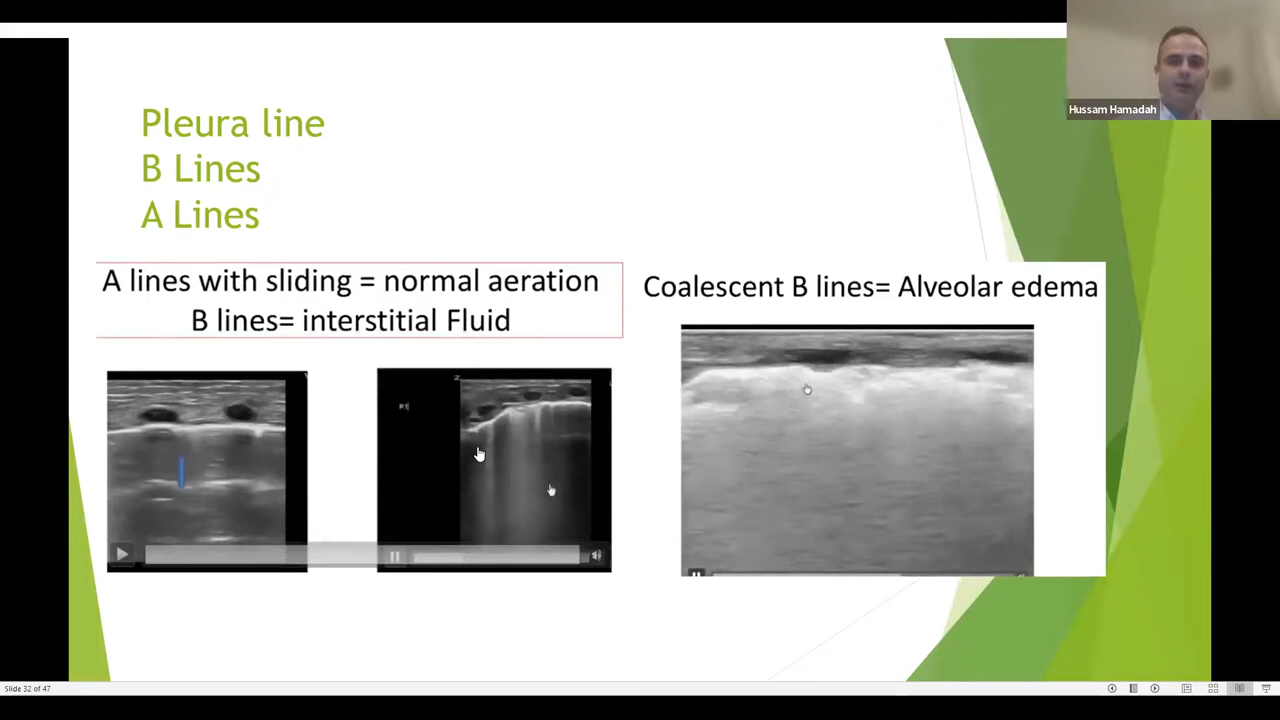 Hussam Hamadah
Pleura line
B Lines
A Lines
A lines with sliding = normal aeration
B lines= interstitial Fluid
Coalescent B lines= Alveolar edema
Z
Slide 32 of 47